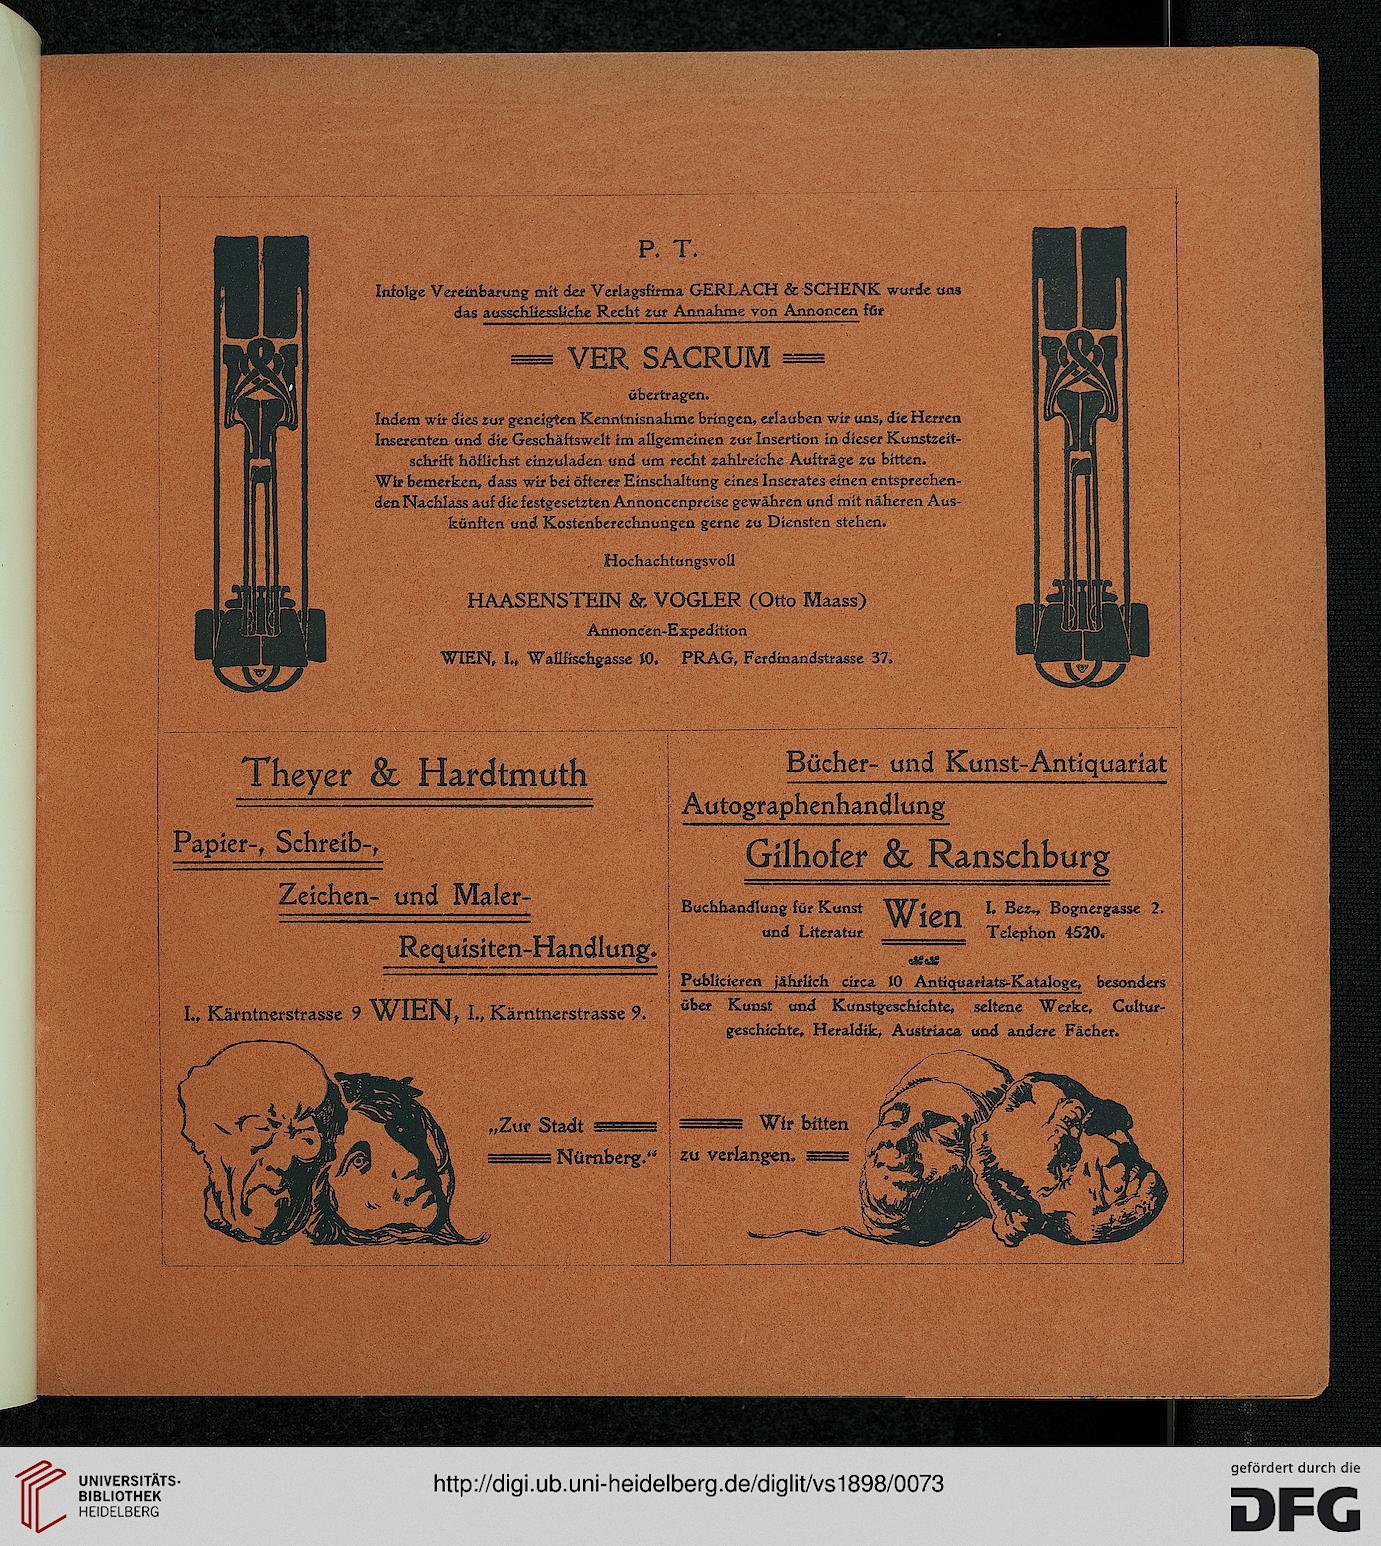 P. T.
Infolge Vereinbarung mit der Verlagsfirma GERLACH & SCHENK wurde uns
das ausschliessliche Recht zur Annahme von Annoncen für
VER SACRUM
übertragen.
Indem wir dies zur geneigten Kenntnisnahme bringen, erlauben wir uns, die Herren
Inserenten und die Geschäftswelt im allgemeinen zur Insertion in dieser Kunstzeit-
schrift höflichst einzuladen und um recht zahlreiche Aufträge zu bitten.
Wir bemerken, dass wir bei öfterer Einschaltung eines Inserates einen entsprechen-
den Nachlass auf die festgesetzten Annoncenpreise gewähren und mit näheren Aus-
künften und Kostenberechnungen gerne zu Diensten stehen.
Hochachtungsvoll
HAASENSTEIN & VOGLER (Otto Maass)
Annoncen-Expedition
WIEN, I., Wallfischgasse 10. PRAG, Ferdinandstrasse 37.
Theyer & Hardtmuth
Papier-, Schreib-,
Zeichen- und Maler-
Requisiten-Handlung.
I., Kärntnerstrasse 9 WIEN, I., Kärntnerstrasse 9.
„Zur Stadt
Nürnberg.“
Bücher- und Kunst-Antiquariat
Autographenhandlung
Gilhofer & Ranschburg
Buchhandlung für Kunst
und Literatur
Wien
I. Bez., Bognergasse 2.
Telephon 4520.
Publicieren jährlich circa 10 Antiquariats-Kataloge, besonders
über Kunst und Kunstgeschichte, seltene Werke, Cultur-
geschichte, Heraldik, Austriaca und andere Fächer.
Wir bitten
zu verlangen.
UNIVERSITÄTS-
BIBLIOTHEK
HEIDELBERG
http://digi.ub.uni-heidelberg.de/diglit/vs1898/0073
gefördert durch die
DFG